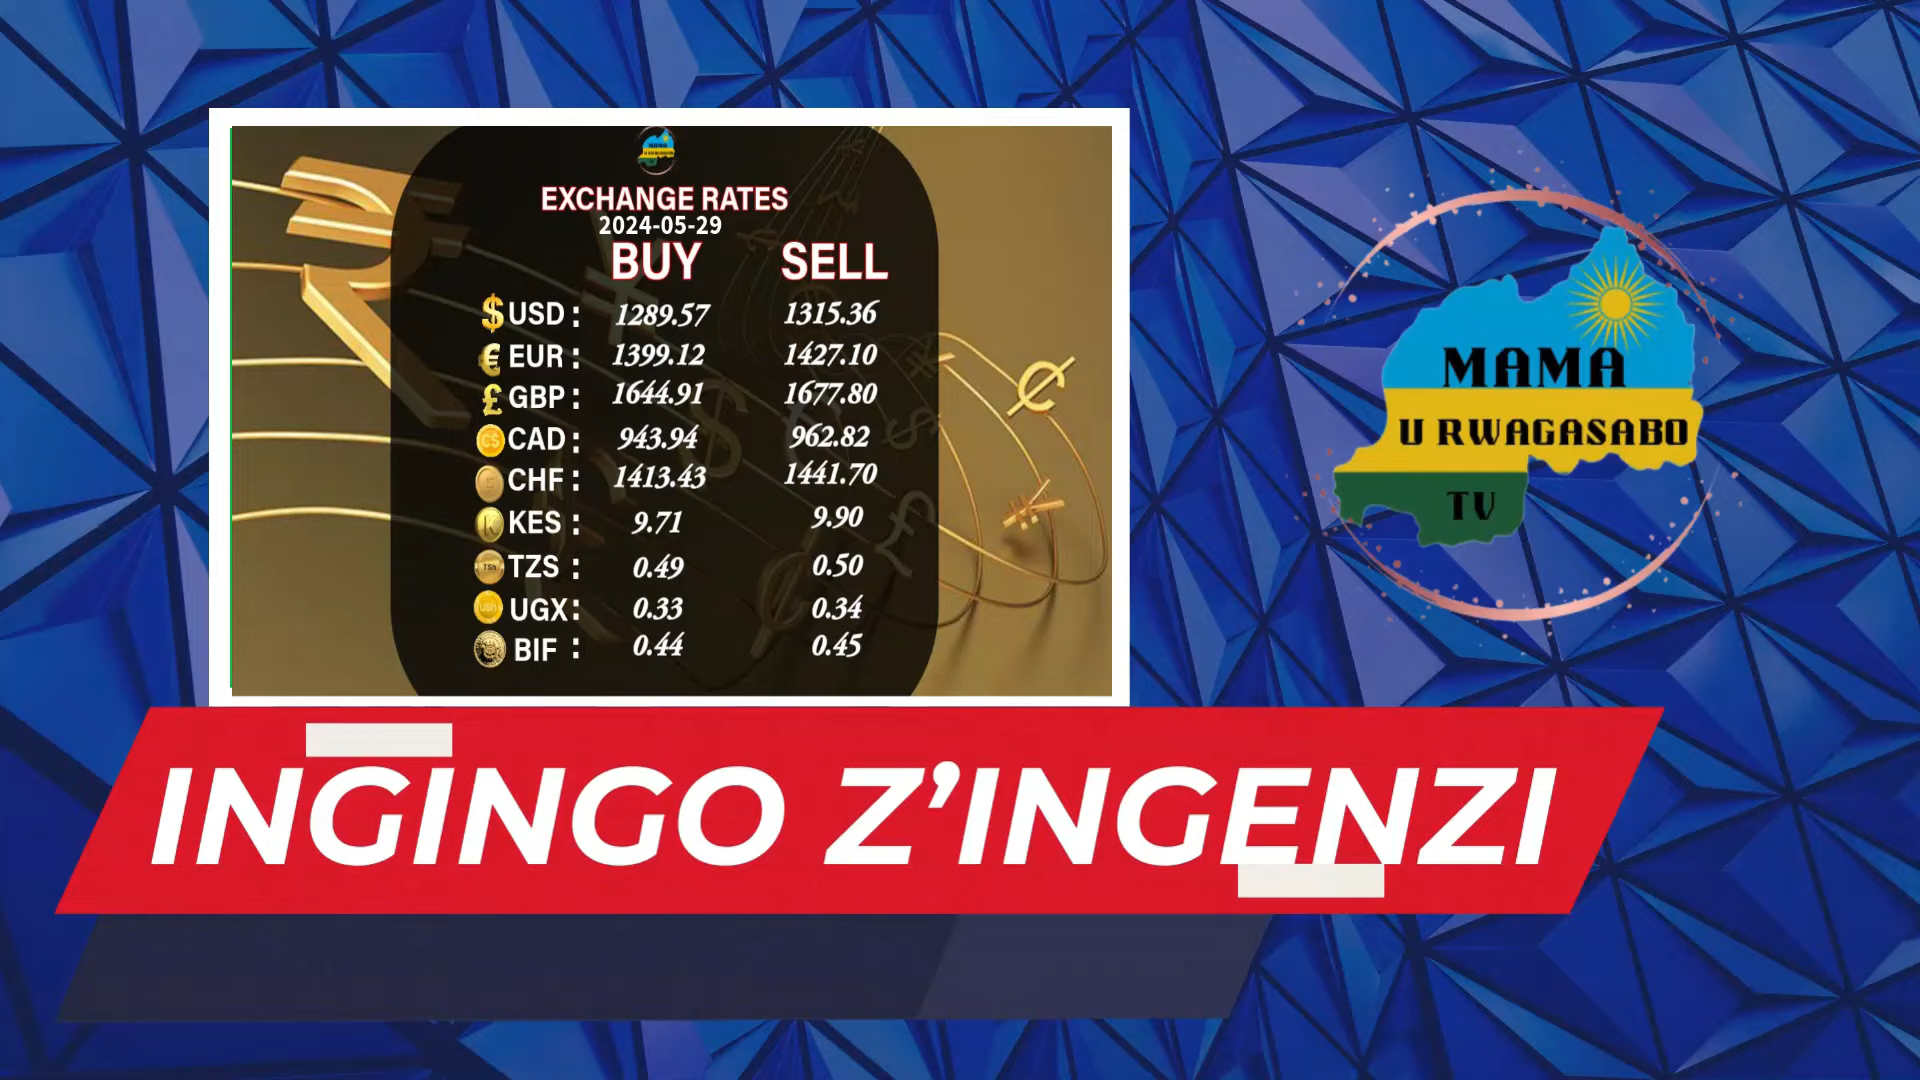 EXCHANGE RATES
2024-05-29
BUY SELL
$ USD : 1289.57 1315.36
€ EUR : 1399.12 1427.10
£ GBP : 1644.91 1677.80
C$ CAD : 943.94 962.82
CHF : 1413.43 1441.70
K KES : 9.71 9.90
TSh TZS : 0.49 0.50
USh UGX : 0.33 0.34
BIF : 0.44 0.45
MAMA
U RWAGASABO
TV
INGINGO Z’INGENZI